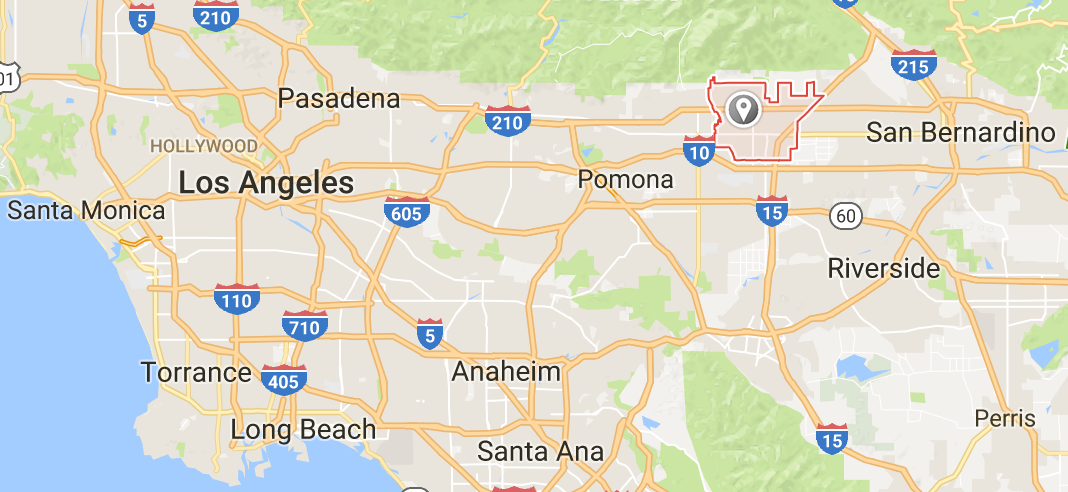 5
210
215
01
Pasadena
210
HOLLYWOOD
San Bernardino
10
Los Angeles
Pomona
Santa Monica
605
15
60
Riverside
110
710
5
Torrance
405
Anaheim
Perris
Long Beach
15
Santa Ana